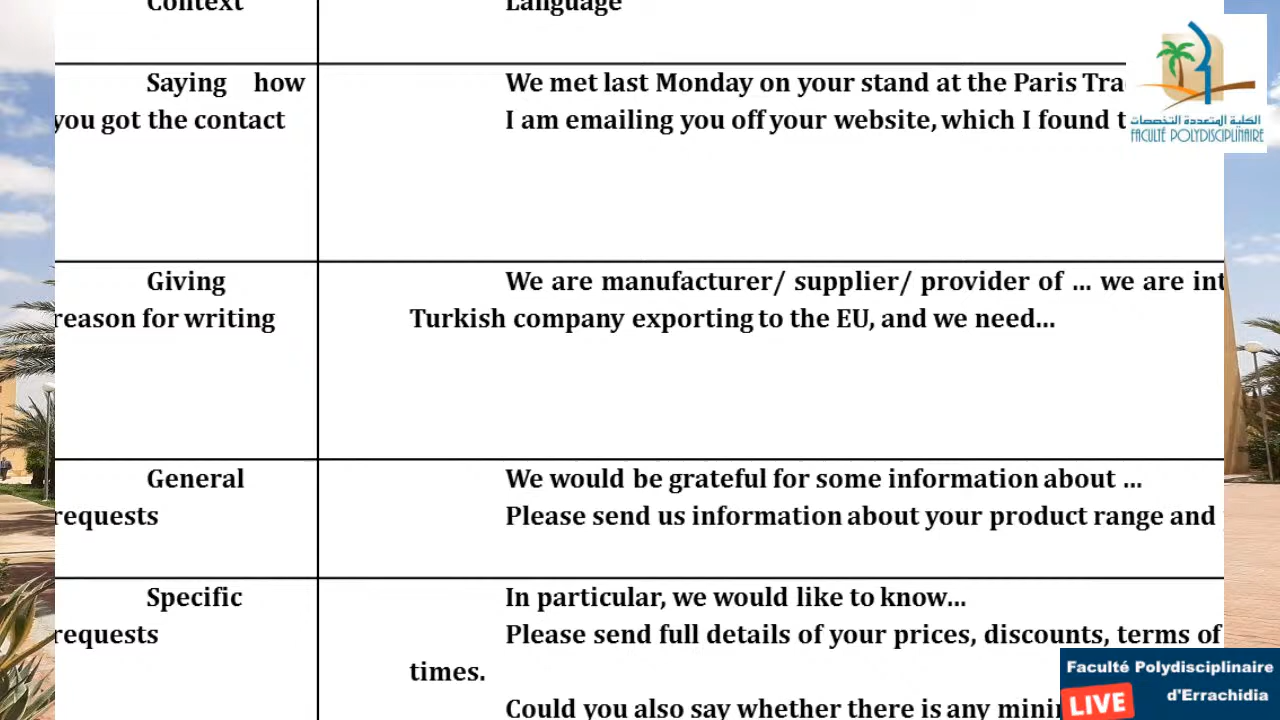 Context Language
Saying how We met last Monday on your stand at the Paris
you got the contact I am emailing you off your website, which I found
Giving We are manufacturer/ supplier/ provider of ... we are
reason for writing Turkish company exporting to the EU, and we need...
General We would be grateful for some information about ...
requests Please send us information about your product range and
Specific In particular, we would like to know...
requests Please send full details of your prices, discounts, terms of
times.
Could you also say whether there is any
الكلية المتعددة التخصصات
FACULTÉ POLYDISCIPLINAIRE
Faculté Polydisciplinaire
d'Errachidia
LIVE